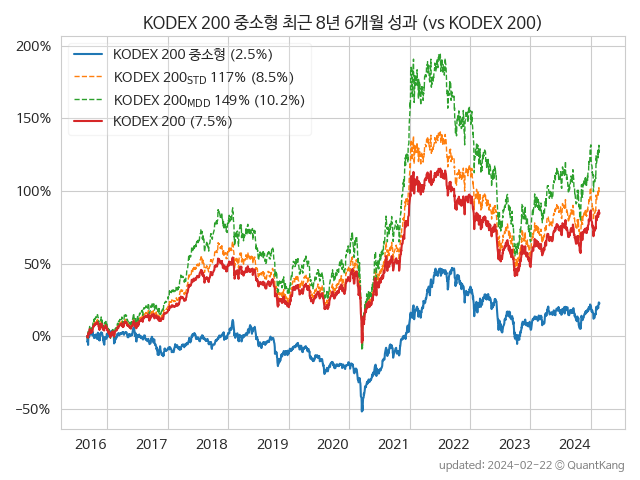 KODEX 200 중소형 최근 8년 6개월 성과 (vs KODEX 200)
200%
150%
100%
50%
0%
−50%
KODEX 200 중소형 (2.5%)
KODEX 200STD 117% (8.5%)
KODEX 200MDD 149% (10.2%)
KODEX 200 (7.5%)
2016 2017 2018 2019 2020 2021 2022 2023 2024
updated: 2024-02-22 © QuantKang